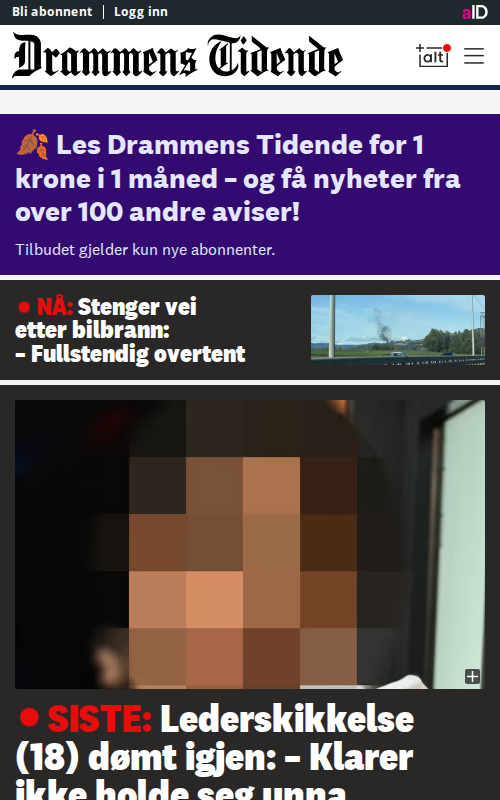 Bli abonnent | Logg inn
aID
Drammens Tidende
+alt
🍂 Les Drammens Tidende for 1
krone i 1 måned – og få nyheter fra
over 100 andre aviser!
Tilbudet gjelder kun nye abonnenter.
NÅ: Stenger vei
etter bilbrann:
– Fullstendig overtent
SISTE: Lederskikkelse
(18) dømt igjen: – Klarer
ikke holde seg unna